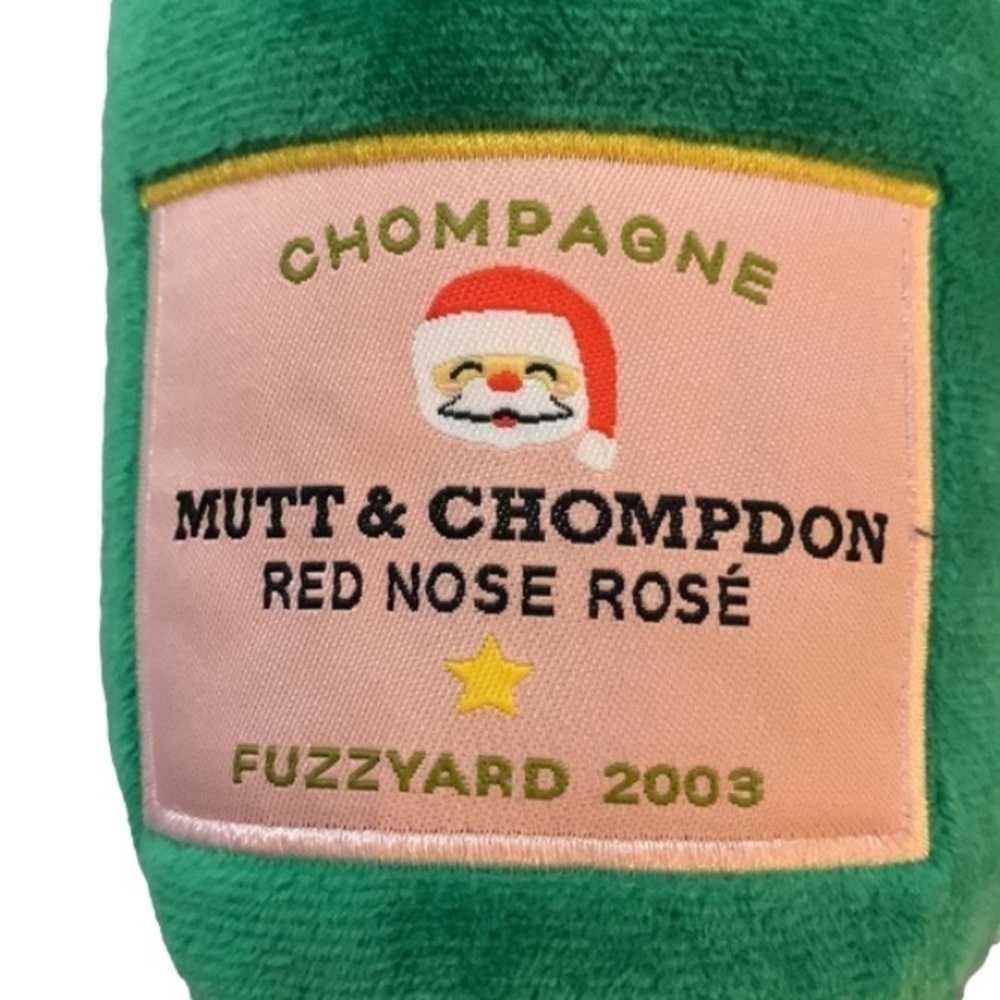 CHOMPAGNE
MUTT & CHOMPDON
RED NOSE ROSÉ
FUZZYARD 2003